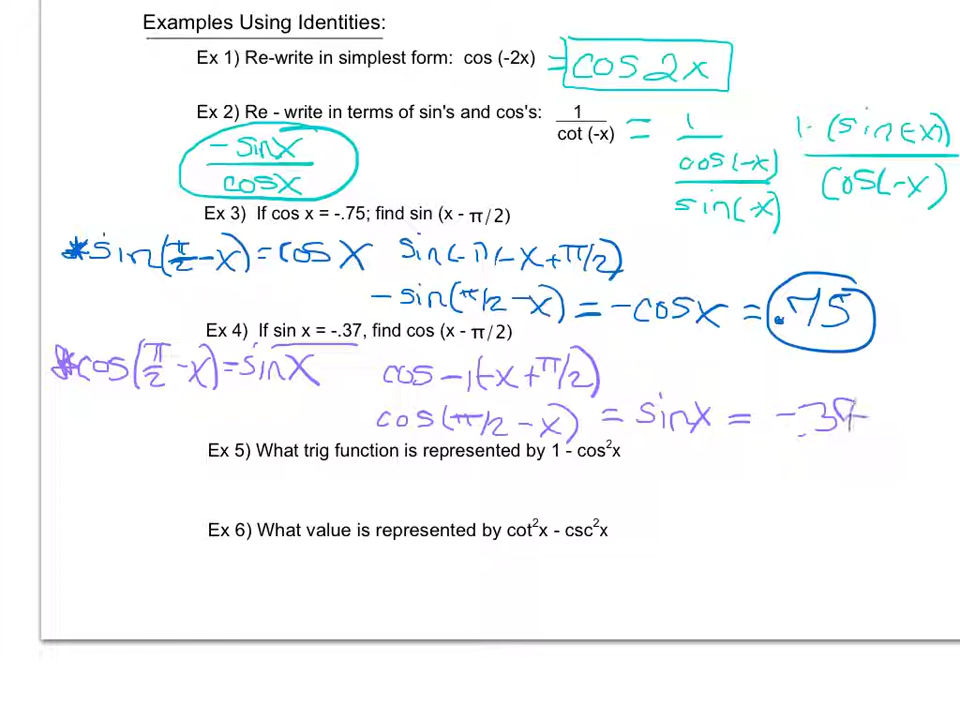 Examples Using Identities:
Ex 1) Re-write in simplest form: cos (-2x) = cos 2x
Ex 2) Re - write in terms of sin's and cos's: 1/cot (-x) = 1/(cos(-x)/sin(-x)) 1·(sin(-x))/(cos(-x))
-sinx/cosx
Ex 3) If cos x = -.75; find sin (x - π/2)
*sin(π/2 -x) = cos x sin(-1)(-x+π/2)
-sin(π/2 -x) = -cosx = .75
Ex 4) If sin x = -.37, find cos (x - π/2)
*cos(π/2 -x) = sinx cos -1(-x+π/2)
cos(π/2 -x) = sinx = -.37
Ex 5) What trig function is represented by 1 - cos²x
Ex 6) What value is represented by cot²x - csc²x